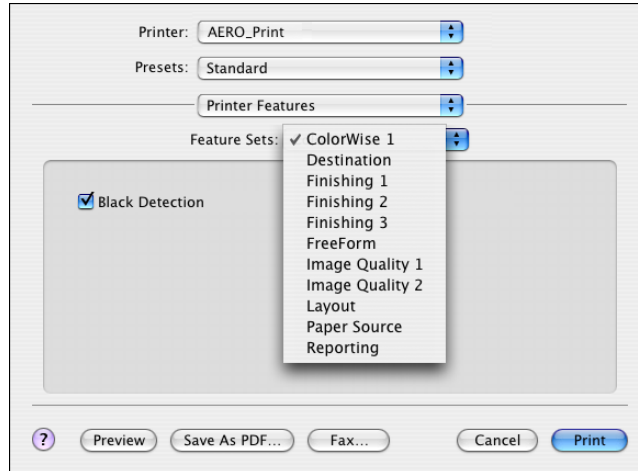 Printer: AERO_Print
Presets: Standard
Printer Features
Feature Sets: ✓ ColorWise 1
Destination
Finishing 1
Finishing 2
Finishing 3
FreeForm
Image Quality 1
Image Quality 2
Layout
Paper Source
Reporting
Black Detection
? Preview Save As PDF... Fax... Cancel Print